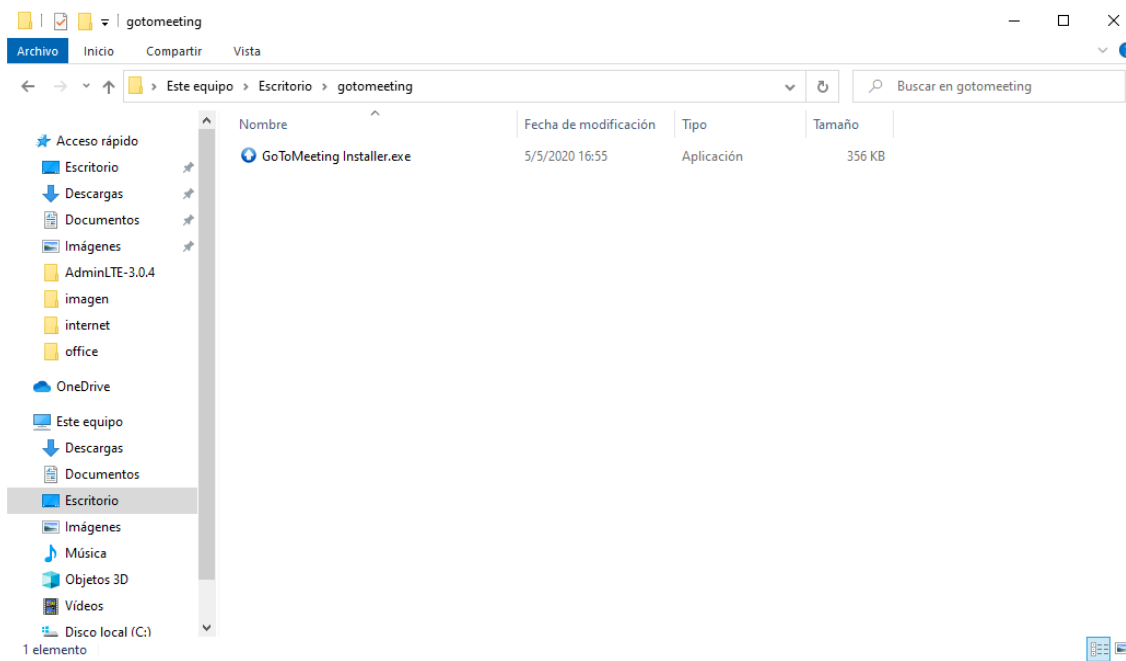 gotomeeting
Archivo Inicio Compartir Vista
Este equipo > Escritorio > gotomeeting
Buscar en gotomeeting
Nombre Fecha de modificación Tipo Tamaño
GoToMeeting Installer.exe 5/5/2020 16:55 Aplicación 356 KB
Acceso rápido
Escritorio
Descargas
Documentos
Imágenes
AdminLTE-3.0.4
imagen
internet
office
OneDrive
Este equipo
Descargas
Documentos
Escritorio
Imágenes
Música
Objetos 3D
Vídeos
Disco local (C:)
1 elemento